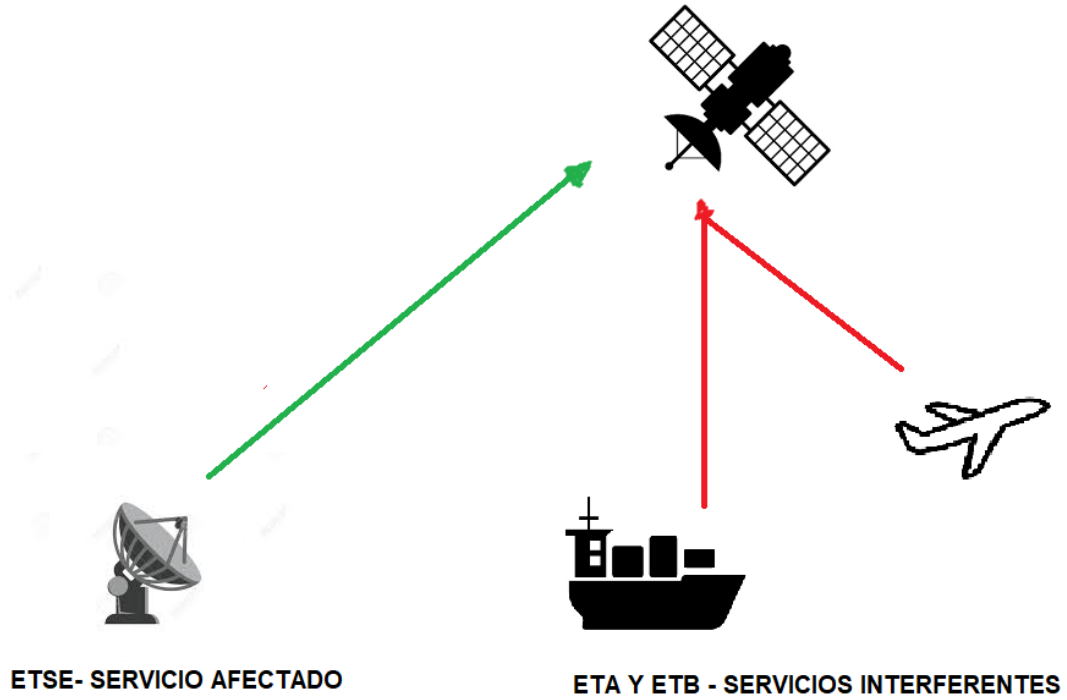 ETSE- SERVICIO AFECTADO
ETA Y ETB - SERVICIOS INTERFERENTES